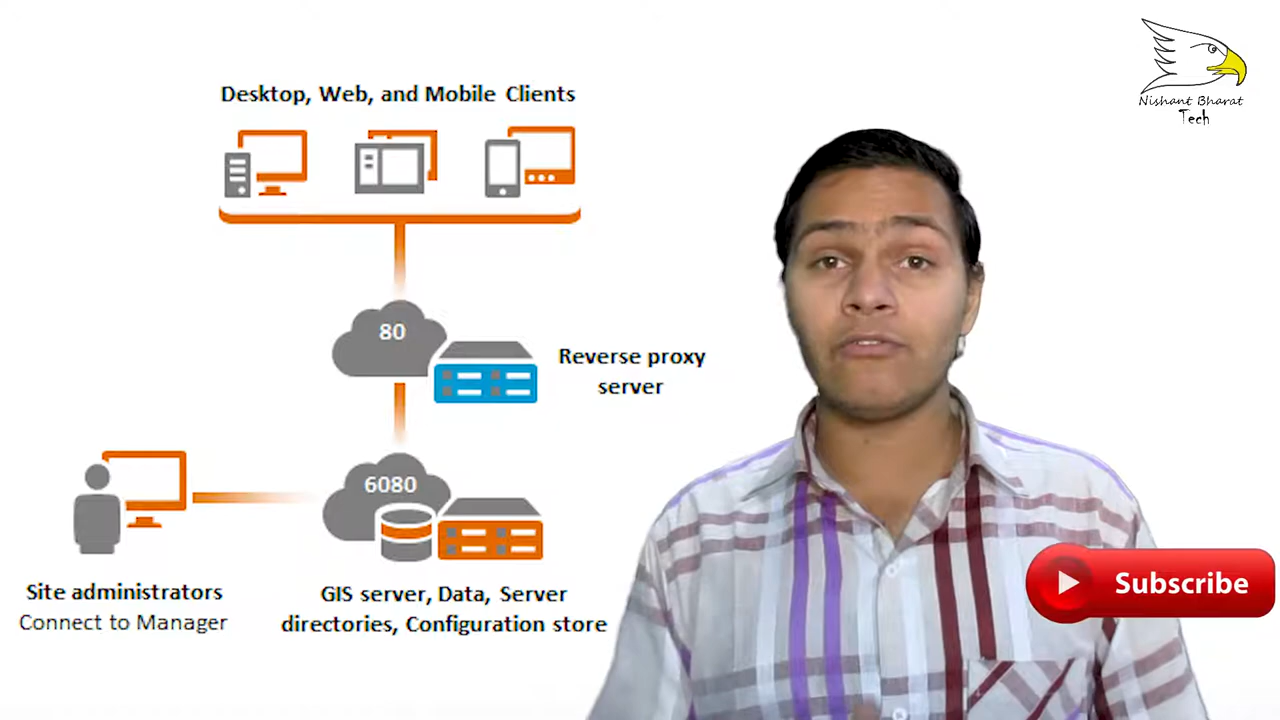 Nishant Bharat
Tech
Desktop, Web, and Mobile Clients
80
Reverse proxy
server
6080
Site administrators
Connect to Manager
GIS server, Data, Server
directories, Configuration store
Subscribe